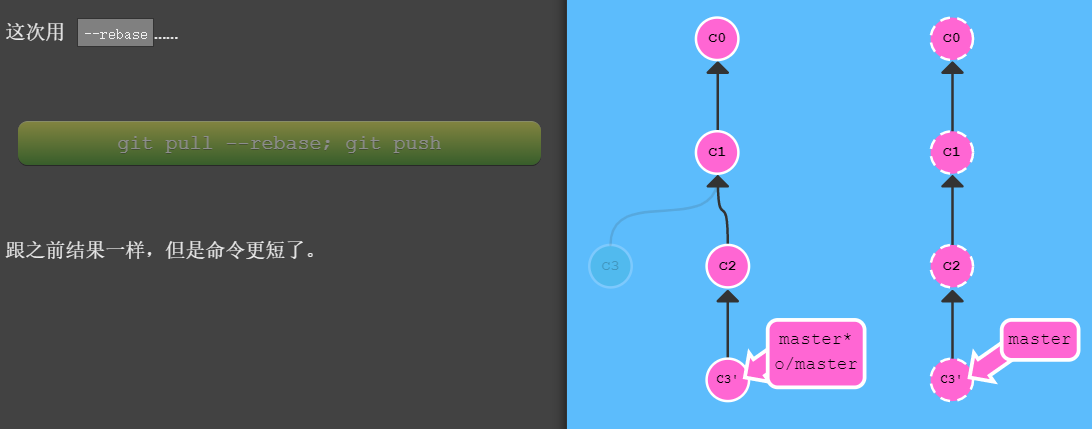 这次用 --rebase……
git pull --rebase; git push
跟之前结果一样，但是命令更短了。
C0
C1
C3
C2
C3'
master*
o/master
C0
C1
C2
C3'
master